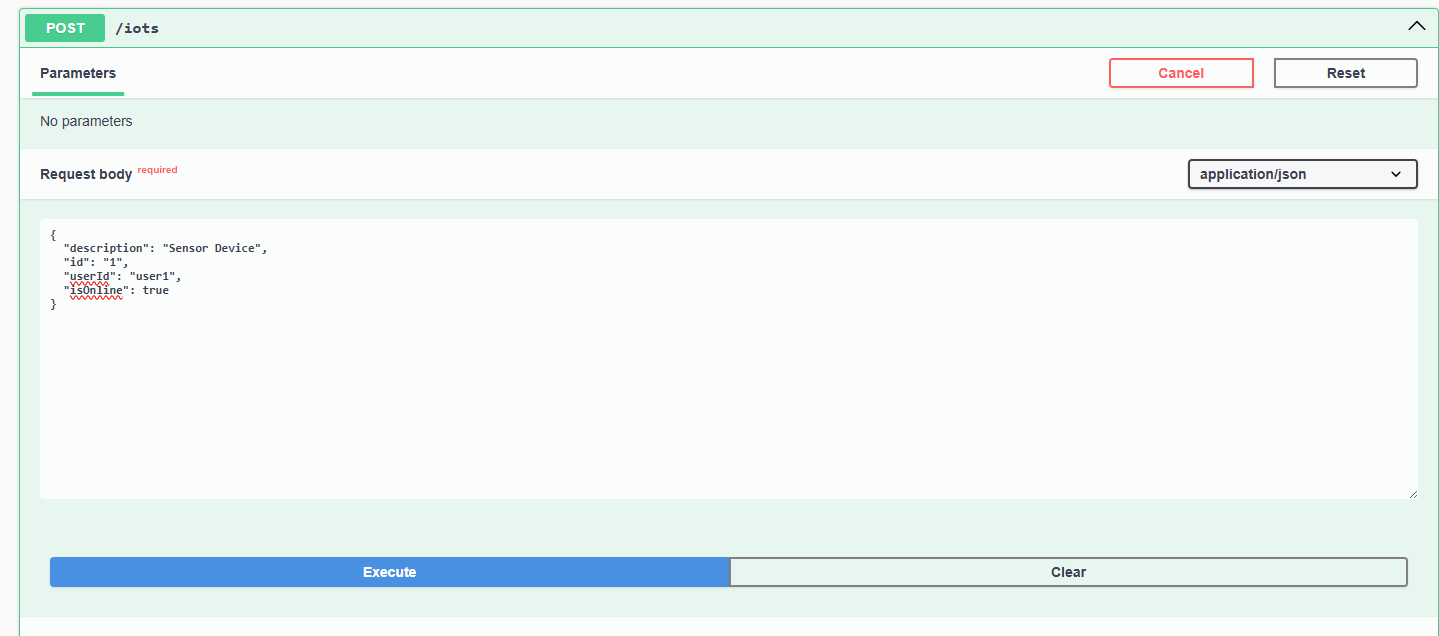 POST /iots
Parameters Cancel Reset
No parameters
Request body required application/json
{
  "description": "Sensor Device",
  "id": "1",
  "userId": "user1",
  "isOnline": true
}
Execute Clear